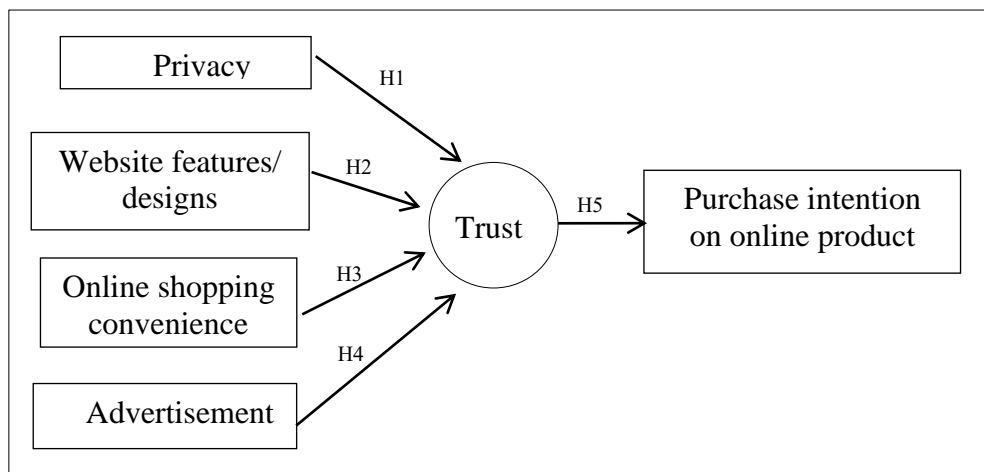 Privacy
H1
Website features/
designs
H2
Online shopping
convenience
H3
Advertisement
H4
Trust
H5
Purchase intention
on online product